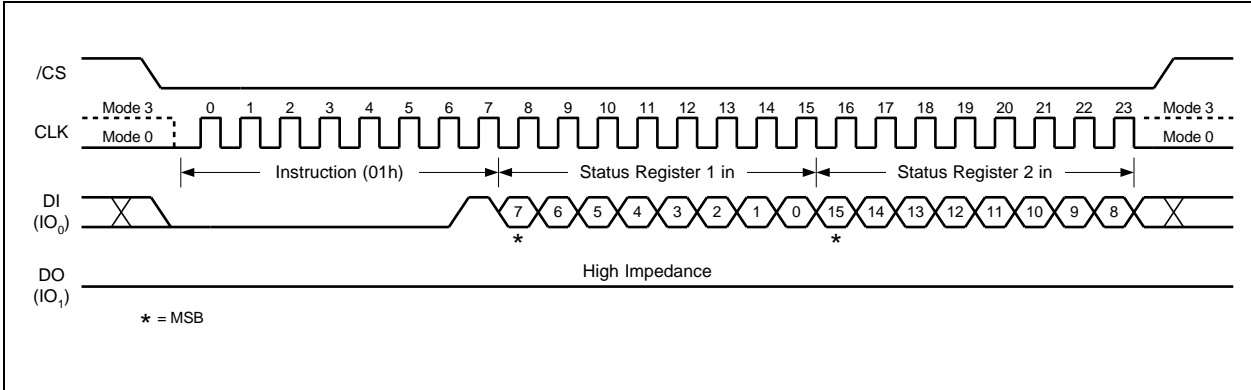 /CS
Mode 3 0 1 2 3 4 5 6 7 8 9 10 11 12 13 14 15 16 17 18 19 20 21 22 23 Mode 3
CLK Mode 0 Mode 0
Instruction (01h) Status Register 1 in Status Register 2 in
DI
(IO0) 7 6 5 4 3 2 1 0 15 14 13 12 11 10 9 8
* *
High Impedance
DO
(IO1)
* = MSB